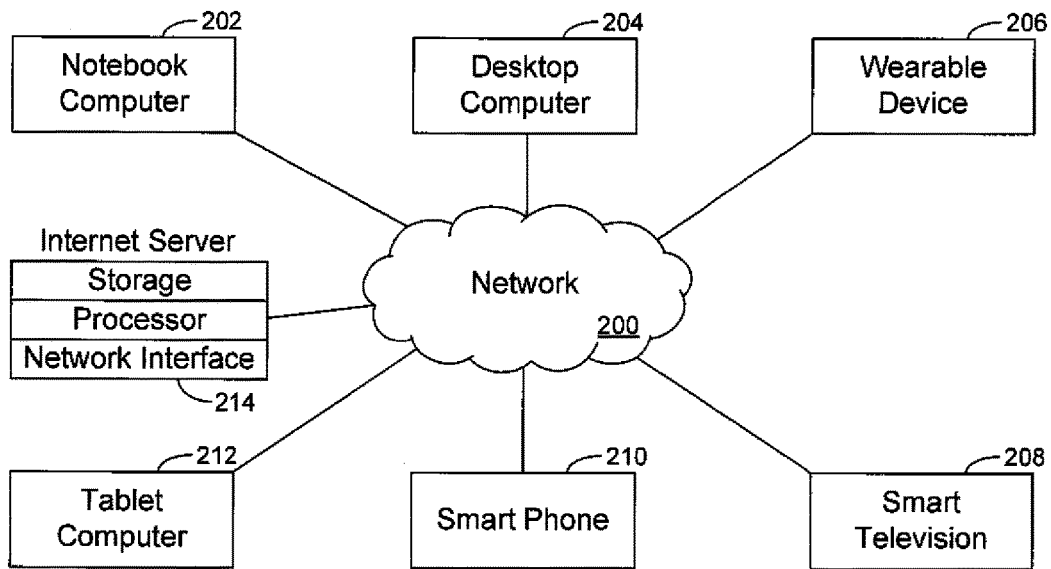 202
Notebook
Computer
204
Desktop
Computer
206
Wearable
Device
Internet Server
Storage
Processor
Network Interface
214
Network
200
212
Tablet
Computer
210
Smart Phone
208
Smart
Television